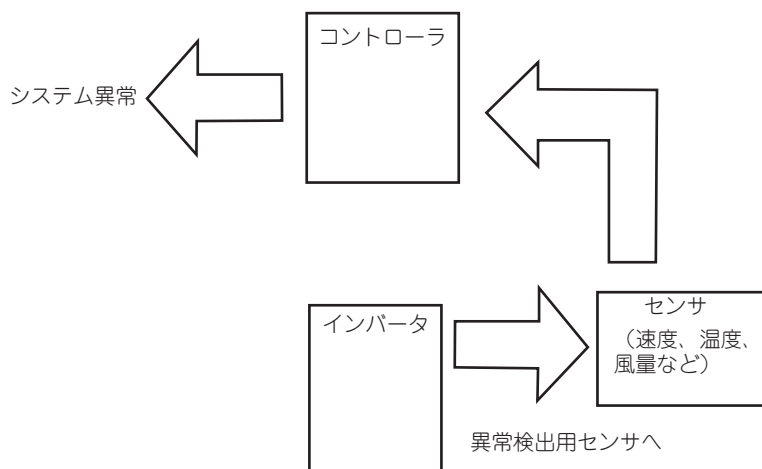 コントローラ
システム異常
インバータ
センサ
（速度、温度、
風量など）
異常検出用センサへ